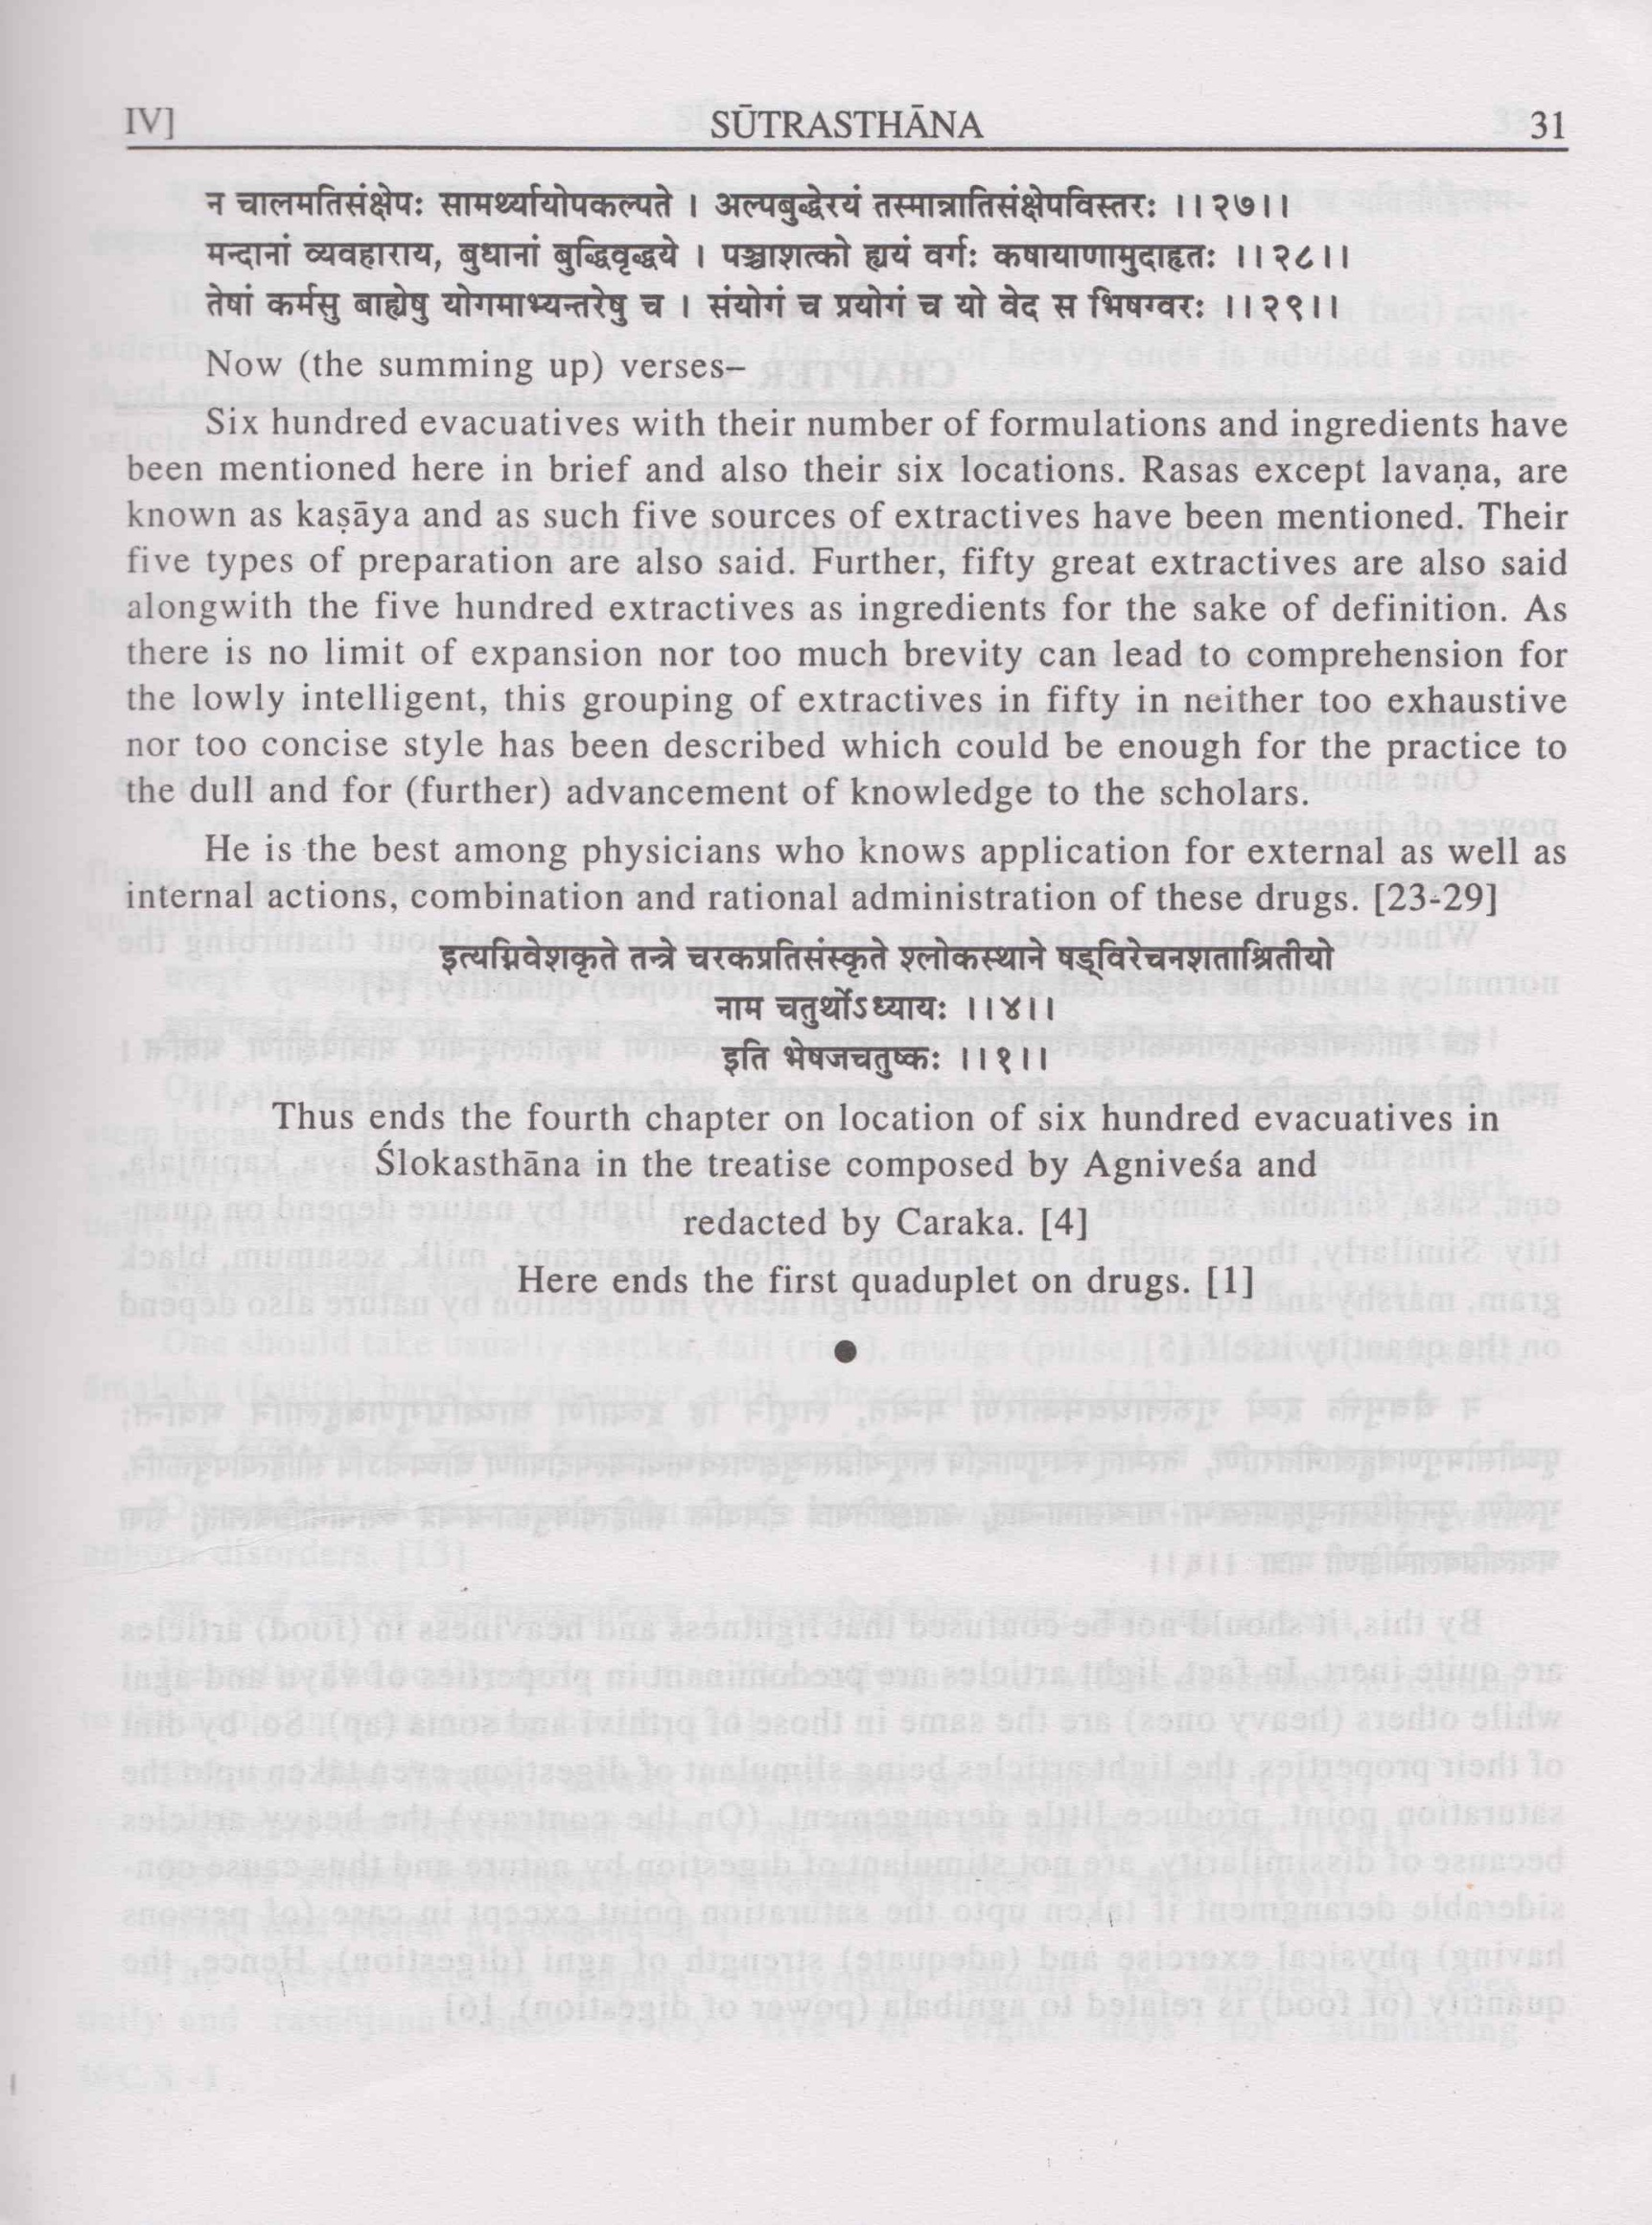 IV]
SŪTRASTHĀNA
31
न चालमतिसंक्षेपः सामर्थ्यायोपकल्पते । अल्पबुद्धेरयं तस्मान्नातिसंक्षेपविस्तरः ।।२७।।
मन्दानां व्यवहाराय, बुधानां बुद्धिवृद्धये । पञ्चाशत्को ह्ययं वर्गः कषायाणामुदाहृतः ।।२८।।
तेषां कर्मसु बाह्येषु योगमाभ्यन्तरेषु च । संयोगं च प्रयोगं च यो वेद स भिषग्वरः ।।२९।।
Now (the summing up) verses–
Six hundred evacuatives with their number of formulations and ingredients have
been mentioned here in brief and also their six locations. Rasas except lavaṇa, are
known as kaṣāya and as such five sources of extractives have been mentioned. Their
five types of preparation are also said. Further, fifty great extractives are also said
alongwith the five hundred extractives as ingredients for the sake of definition. As
there is no limit of expansion nor too much brevity can lead to comprehension for
the lowly intelligent, this grouping of extractives in fifty in neither too exhaustive
nor too concise style has been described which could be enough for the practice to
the dull and for (further) advancement of knowledge to the scholars.
He is the best among physicians who knows application for external as well as
internal actions, combination and rational administration of these drugs. [23-29]
इत्यग्निवेशकृते तन्त्रे चरकप्रतिसंस्कृते श्लोकस्थाने षड्विरेचनशताश्रितीयो
नाम चतुर्थोऽध्यायः ।।४।।
इति भेषजचतुष्कः ।।१।।
Thus ends the fourth chapter on location of six hundred evacuatives in
Ślokasthāna in the treatise composed by Agniveśa and
redacted by Caraka. [4]
Here ends the first quaduplet on drugs. [1]